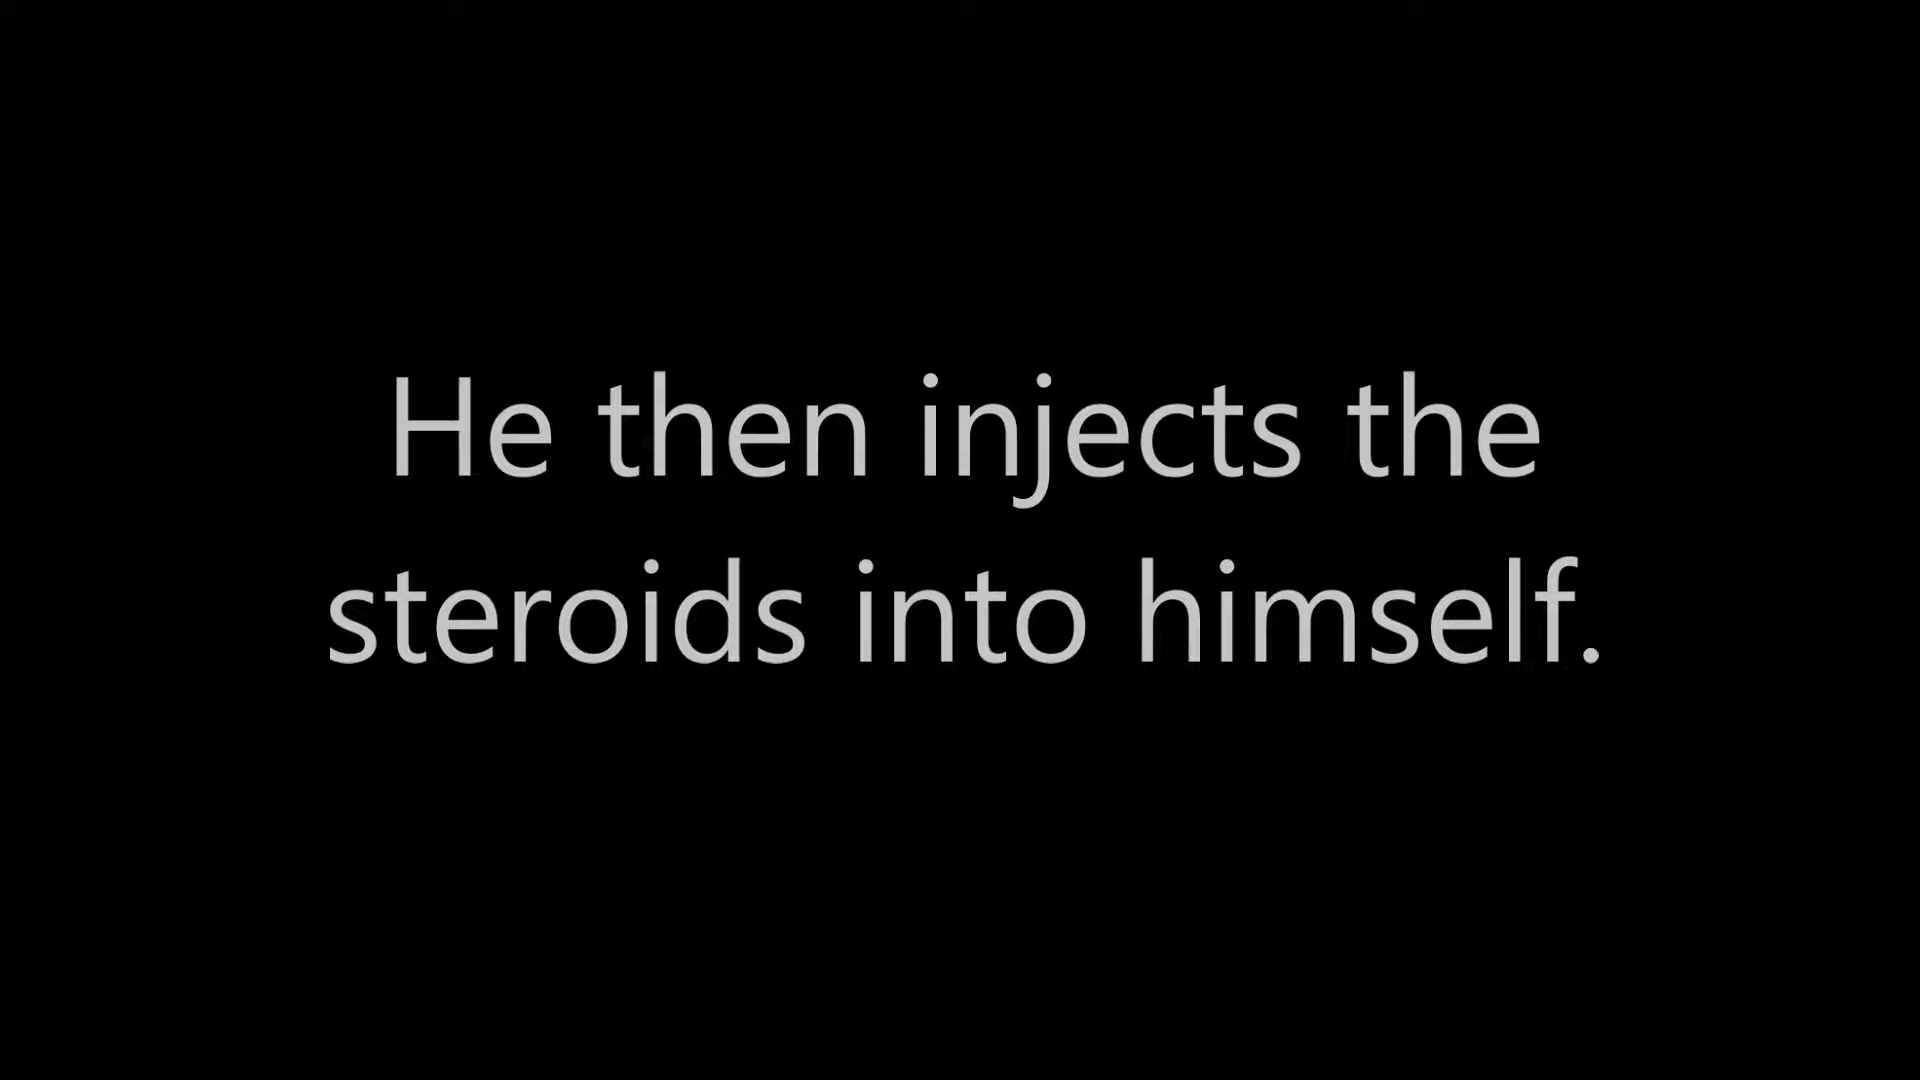 He then injects the
steroids into himself.